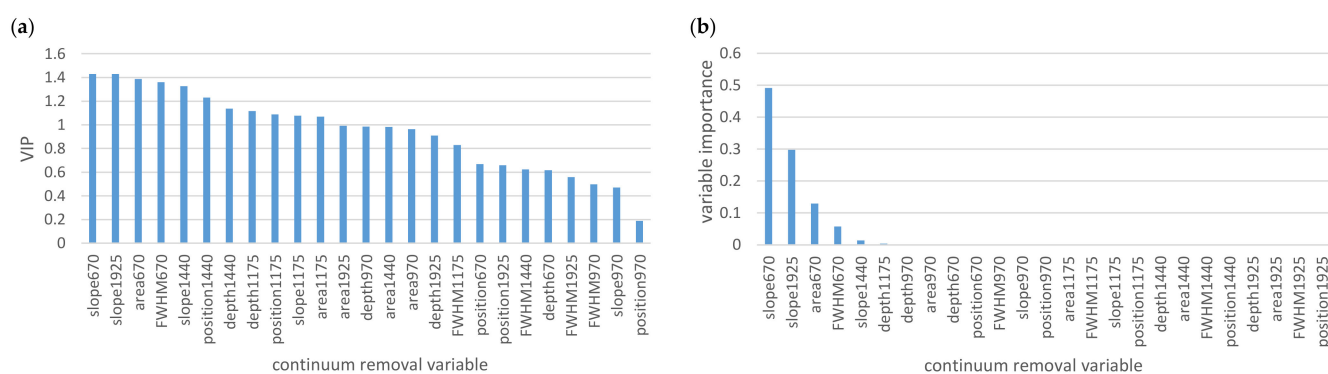 (a)
VIP
1.6
1.4
1.2
1
0.8
0.6
0.4
0.2
0
slope670
slope1925
area670
FWHM670
slope1440
position1440
depth1440
depth1175
position1175
slope1175
area1175
area1925
depth970
area1440
area970
depth1925
FWHM1175
position670
position1925
FWHM1440
depth670
FWHM1925
FWHM970
slope970
position970
continuum removal variable
(b)
variable importance
0.6
0.5
0.4
0.3
0.2
0.1
0
slope670
slope1925
area670
FWHM670
slope1440
depth1175
depth970
area970
depth670
position670
FWHM970
slope970
position970
area1175
FWHM1175
slope1175
position1175
depth1440
area1440
FWHM1440
position1440
depth1925
area1925
FWHM1925
position1925
continuum removal variable